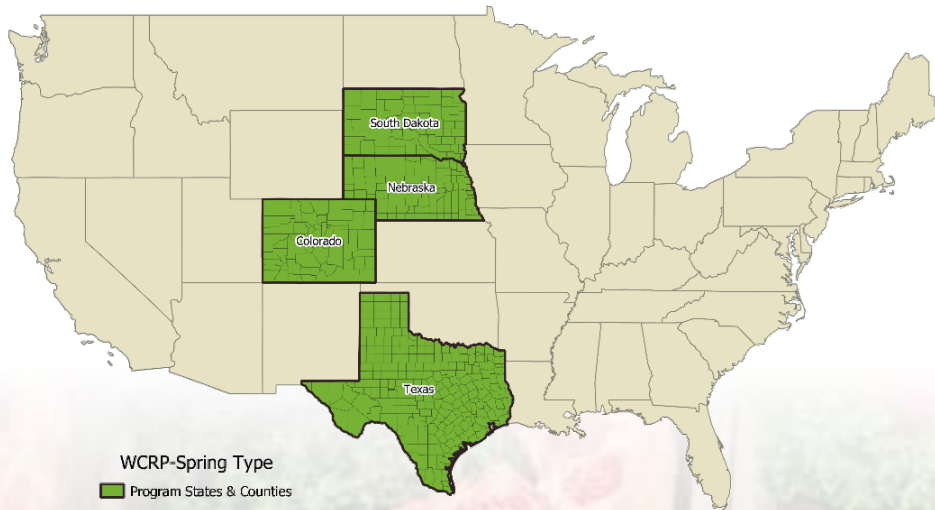 South Dakota
Nebraska
Colorado
Texas
WCRP-Spring Type
Program States & Counties